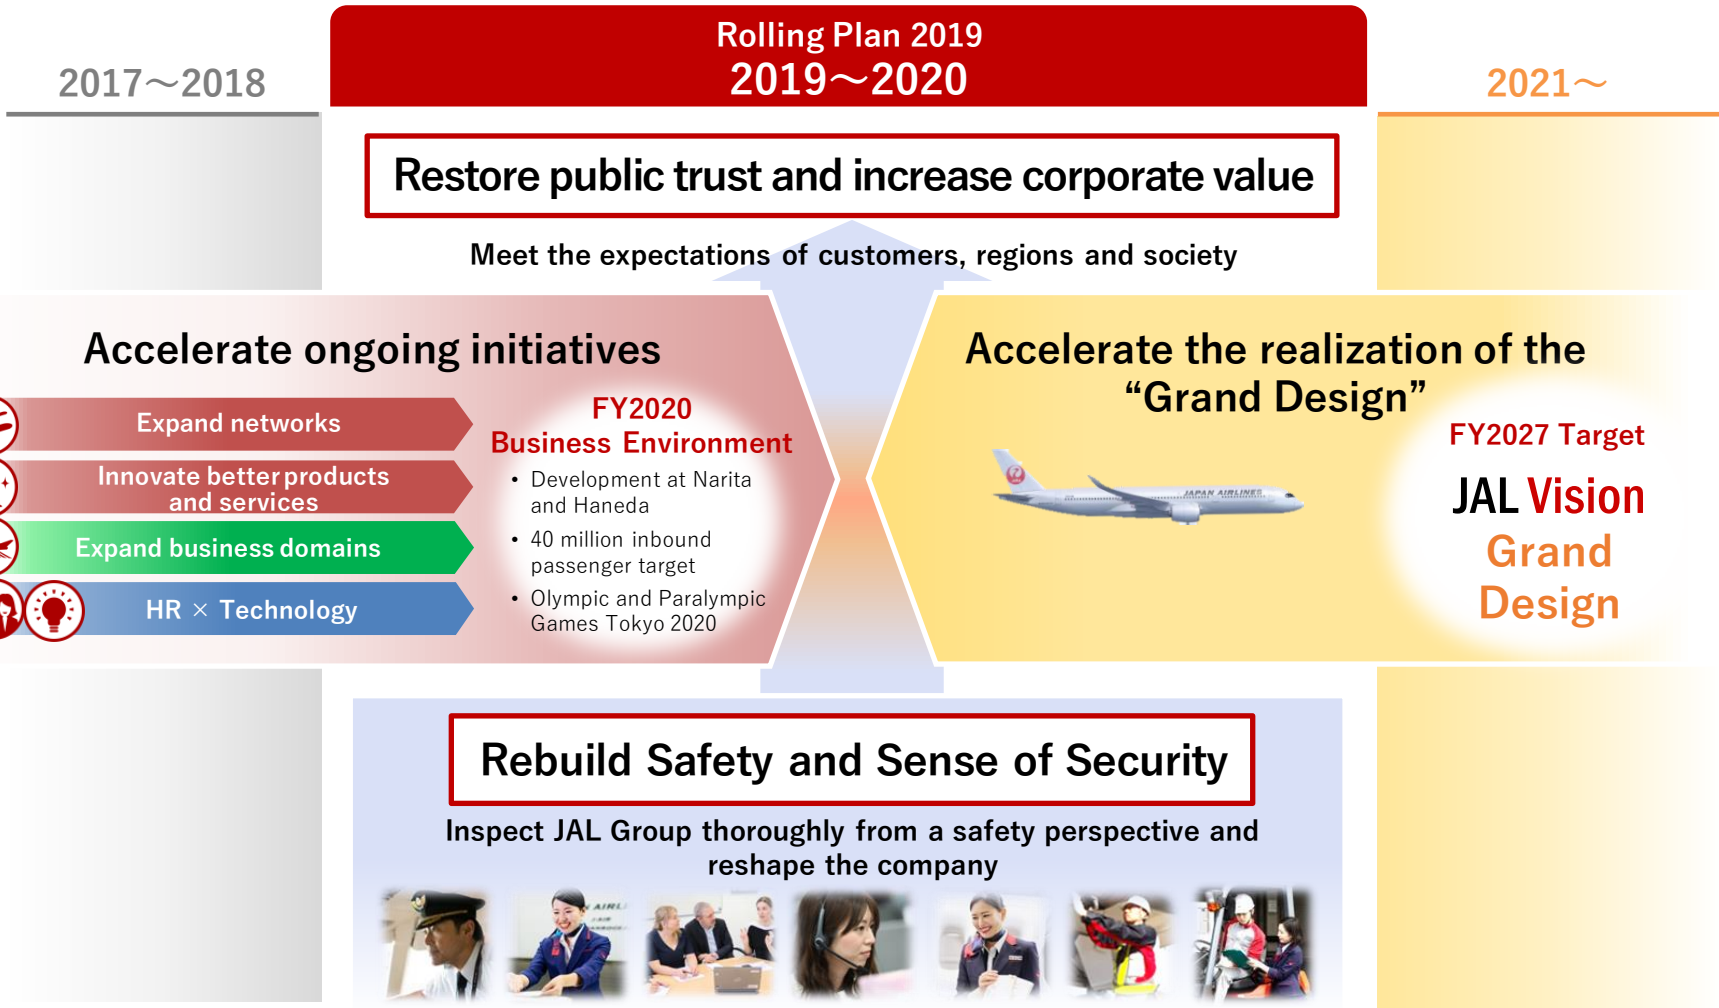 Rolling Plan 2019
2017～2018
2019～2020
2021～
Restore public trust and increase corporate value
Meet the expectations of customers, regions and society
Accelerate ongoing initiatives
Expand networks
Innovate better products
and services
Expand business domains
HR × Technology
FY2020
Business Environment
• Development at Narita
and Haneda
• 40 million inbound
passenger target
• Olympic and Paralympic
Games Tokyo 2020
Accelerate the realization of the
“Grand Design”
JAPAN AIRLINES
FY2027 Target
JAL Vision
Grand
Design
Rebuild Safety and Sense of Security
Inspect JAL Group thoroughly from a safety perspective and
reshape the company